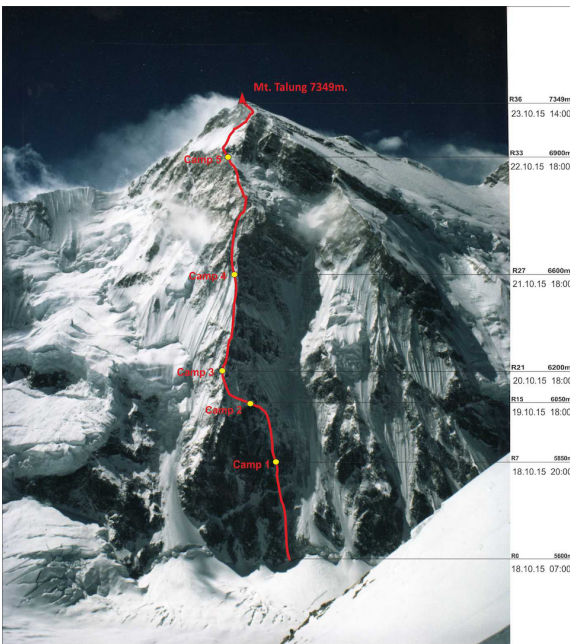 Mt. Talung 7349m.
R36 7349m
23.10.15 14:00
Camp 5
R33 6900m
22.10.15 18:00
Camp 4
R27 6600m
21.10.15 18:00
Camp 3
R21 6200m
20.10.15 18:00
Camp
R15 6050m
19.10.15 18:00
Camp 1
R7 5850m
18.10.15 20:00
R0 5600m
18.10.15 07:00